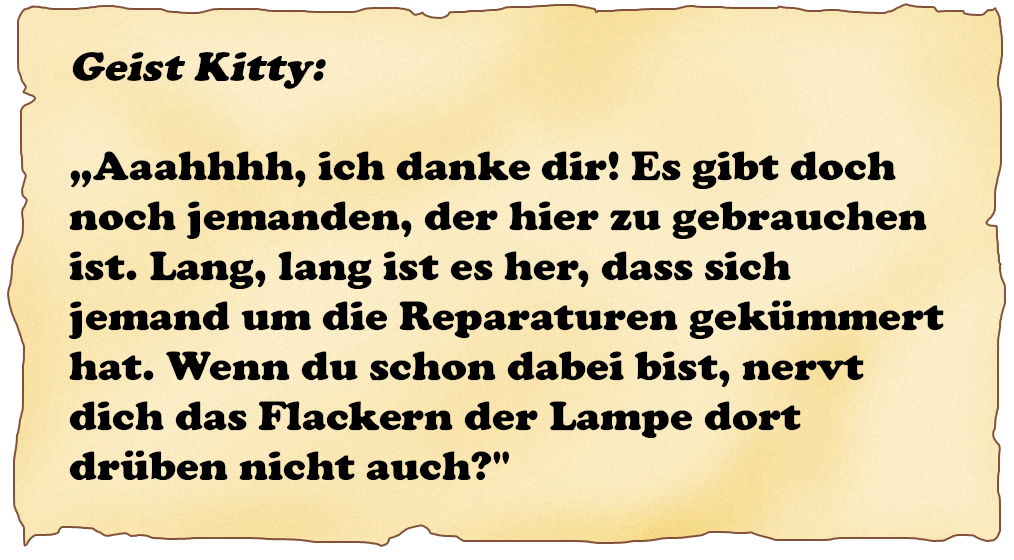 Geist Kitty:
„Aaahhhh, ich danke dir! Es gibt doch
noch jemanden, der hier zu gebrauchen
ist. Lang, lang ist es her, dass sich
jemand um die Reparaturen gekümmert
hat. Wenn du schon dabei bist, nervt
dich das Flackern der Lampe dort
drüben nicht auch?"